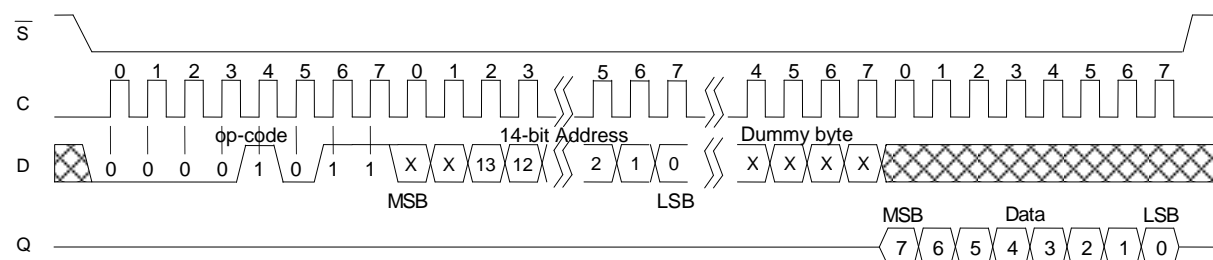 S
0 1 2 3 4 5 6 7 0 1 2 3 5 6 7 4 5 6 7 0 1 2 3 4 5 6 7
C
op-code 14-bit Address Dummy byte
D 0 0 0 0 1 0 1 1 X X 13 12 2 1 0 X X X X
MSB LSB
MSB Data LSB
Q 7 6 5 4 3 2 1 0